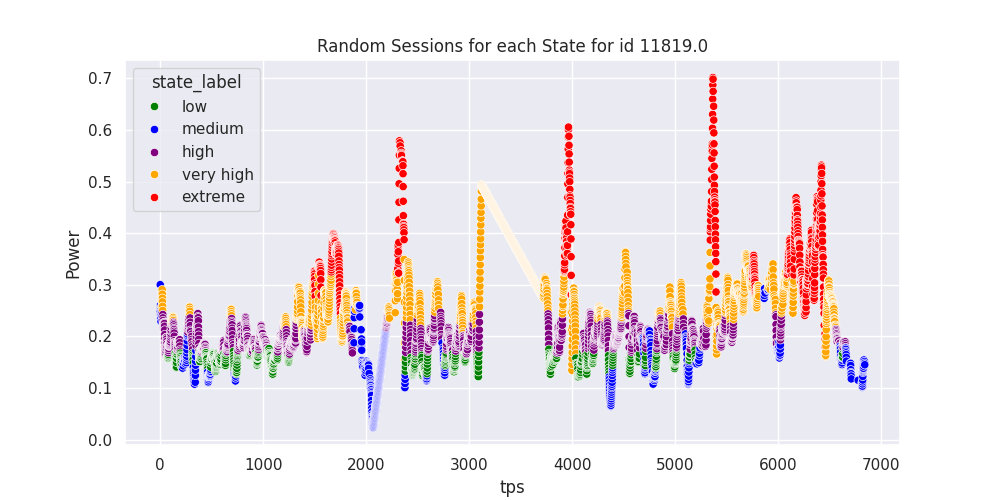 Random Sessions for each State for id 11819.0
state_label
low
medium
high
very high
extreme
Power
0.7
0.6
0.5
0.4
0.3
0.2
0.1
0.0
0 1000 2000 3000 4000 5000 6000 7000
tps